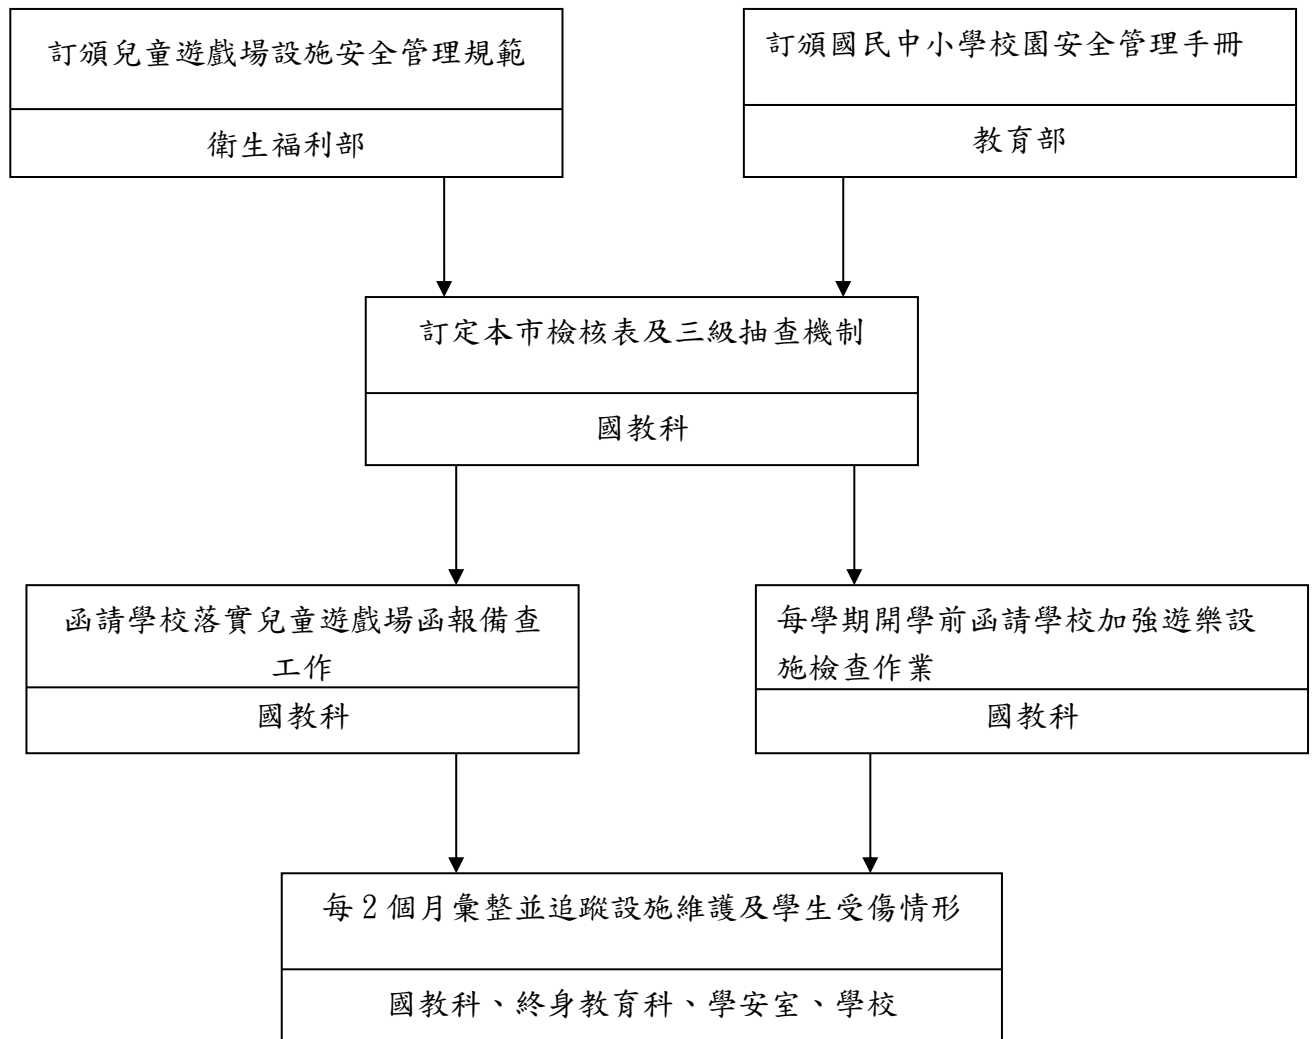 訂頒兒童遊戲場設施安全管理規範
衛生福利部
訂頒國民中小學校園安全管理手冊
教育部
訂定本市檢核表及三級抽查機制
國教科
函請學校落實兒童遊戲場函報備查
工作
國教科
每學期開學前函請學校加強遊樂設
施檢查作業
國教科
每2個月彙整並追蹤設施維護及學生受傷情形
國教科、終身教育科、學安室、學校